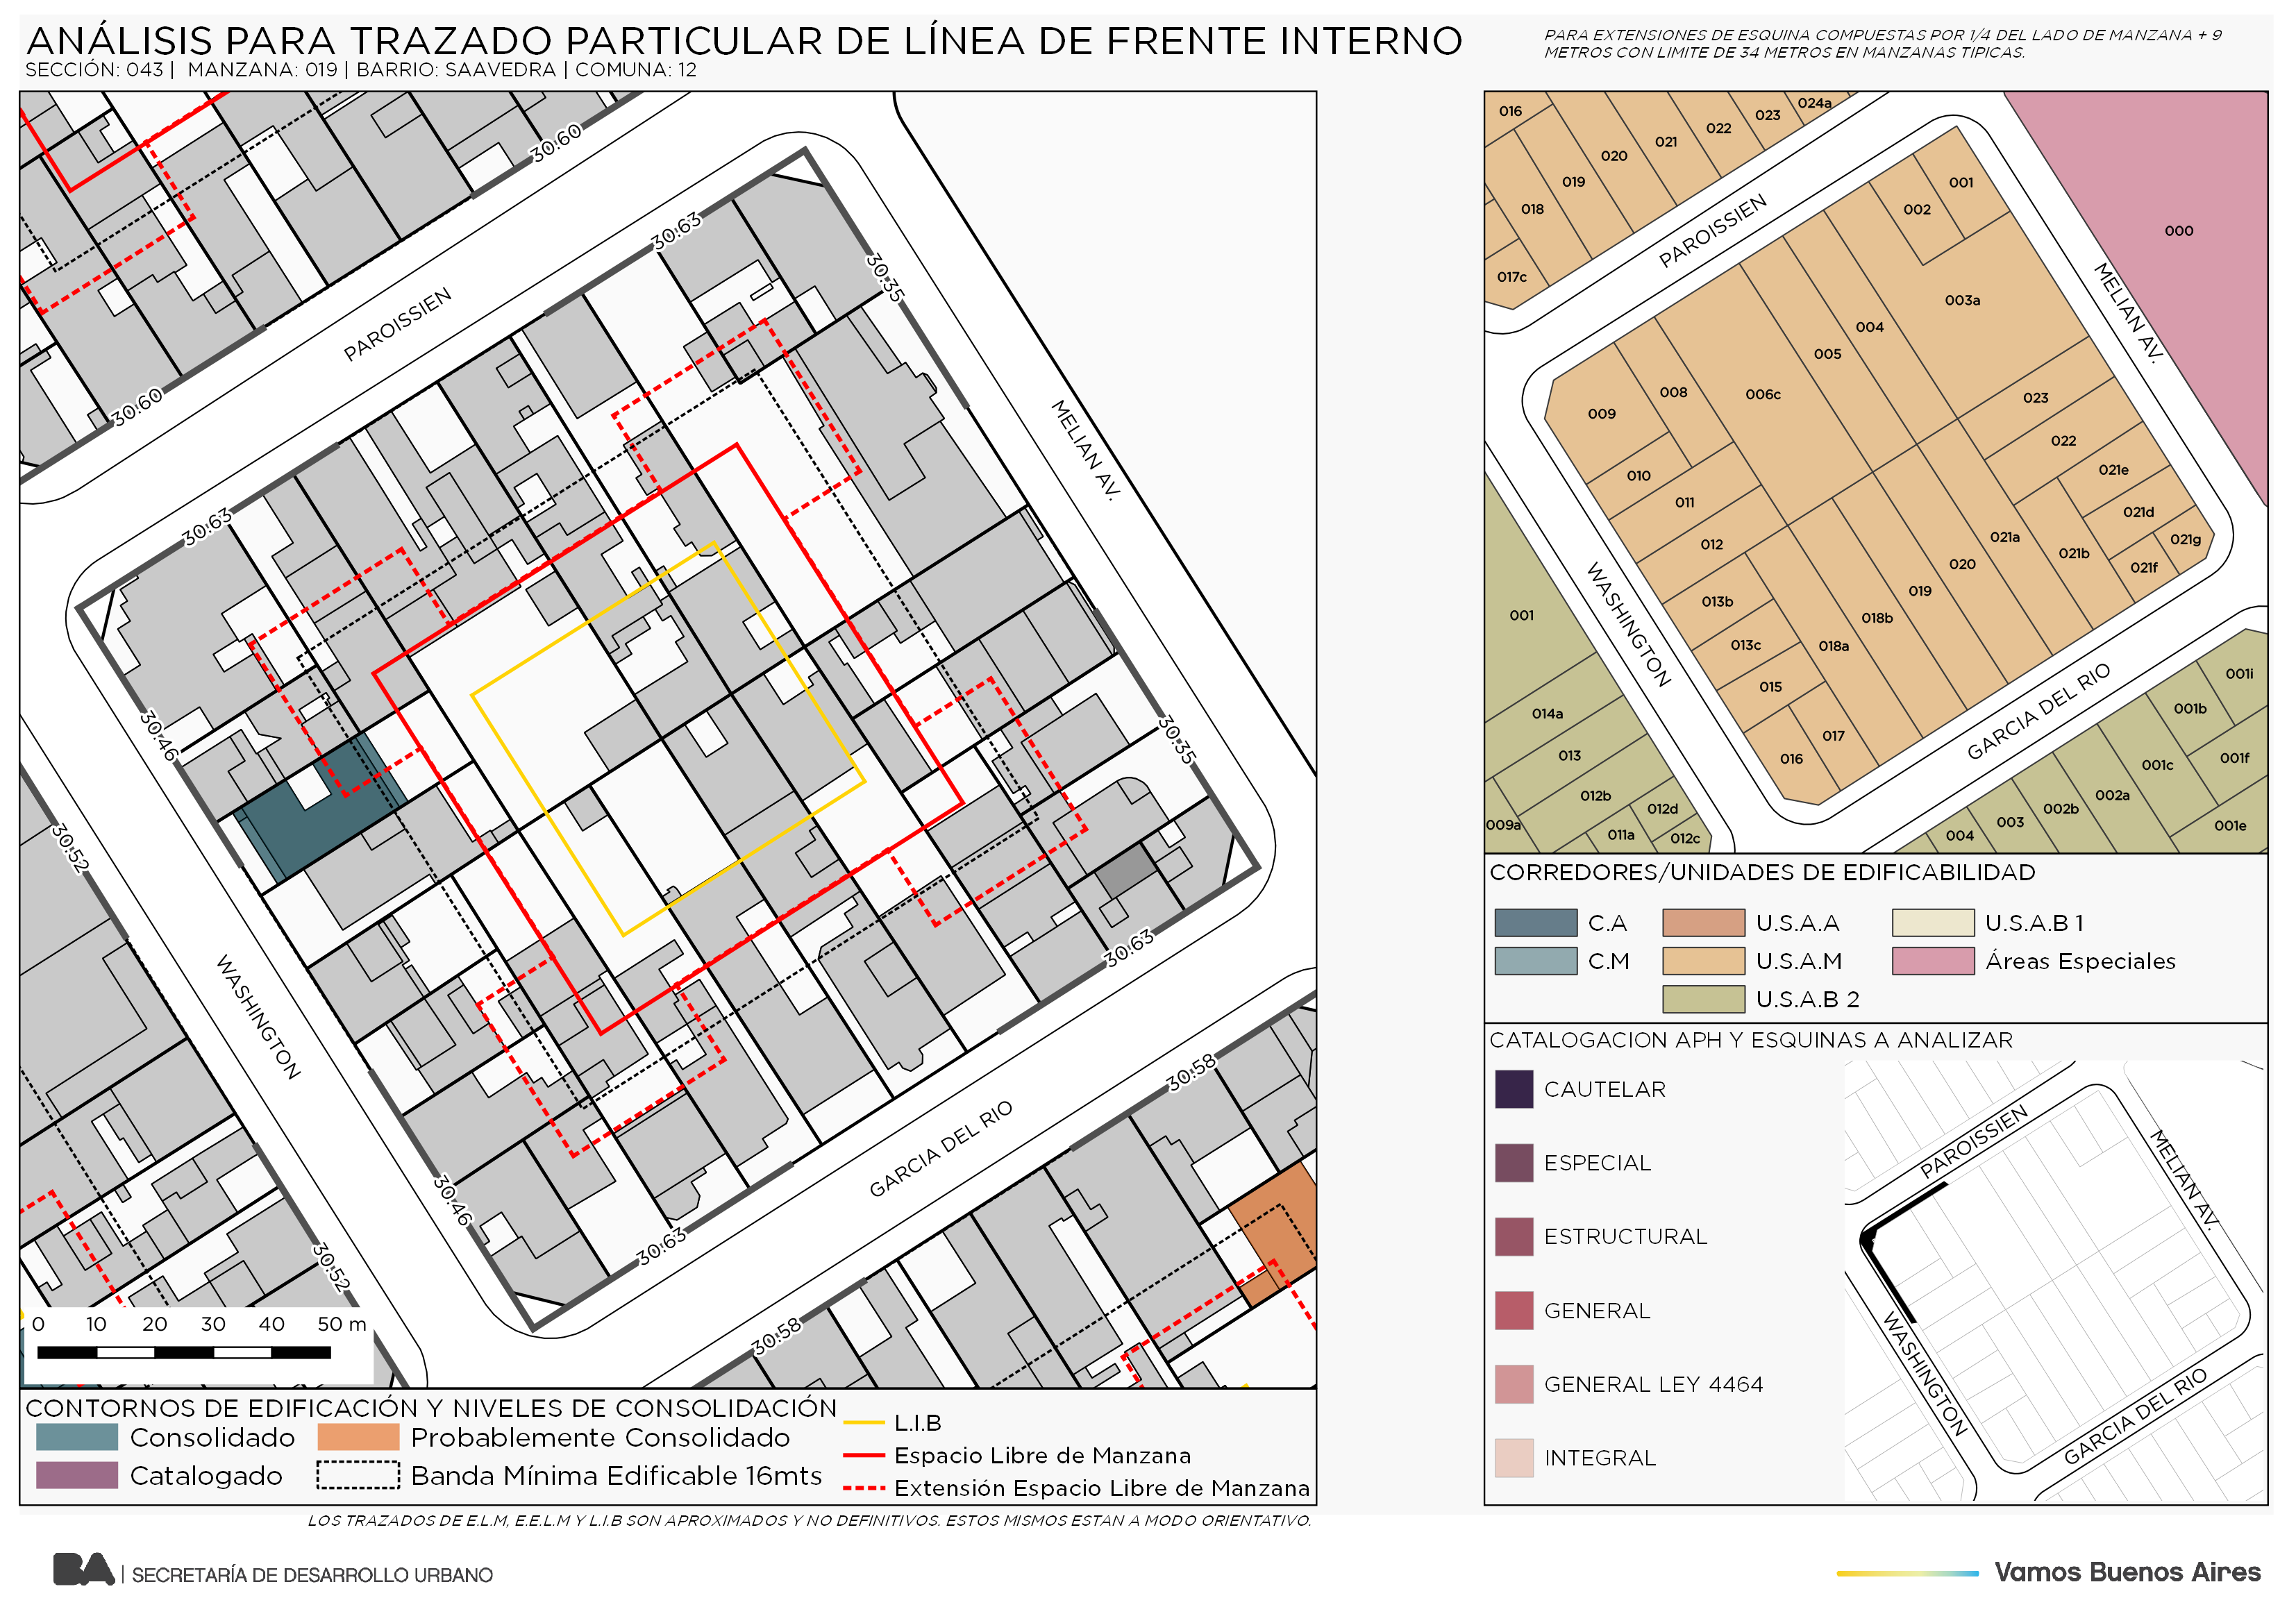 ANÁLISIS PARA TRAZADO PARTICULAR DE LÍNEA DE FRENTE INTERNO
SECCIÓN: 043 | MANZANA: 019 | BARRIO: SAAVEDRA | COMUNA: 12
PARA EXTENSIONES DE ESQUINA COMPUESTAS POR 1/4 DEL LADO DE MANZANA + 9
METROS CON LIMITE DE 34 METROS EN MANZANAS TIPICAS.
30.60
30.63
30.35
PAROISSIEN
30.60
MELIAN AV.
30.63
30.46
30.35
30.52
WASHINGTON
30.63
30.58
GARCIA DEL RIO
30.46
30.63
30.52
30.58
0 10 20 30 40 50 m
CONTORNOS DE EDIFICACIÓN Y NIVELES DE CONSOLIDACIÓN
Consolidado
Probablemente Consolidado
Catalogado
Banda Mínima Edificable 16mts
L.I.B
Espacio Libre de Manzana
Extensión Espacio Libre de Manzana
LOS TRAZADOS DE E.L.M, E.E.L.M Y L.I.B SON APROXIMADOS Y NO DEFINITIVOS. ESTOS MISMOS ESTAN A MODO ORIENTATIVO.
016
020
021
022
023
024a
019
018
017c
PAROISSIEN
001
002
000
003a
MELIAN AV.
004
005
006c
008
009
023
022
021e
010
011
021d
012
021a
021b
021g
021f
020
019
013b
018b
001
WASHINGTON
013c
018a
015
014a
017
016
GARCIA DEL RIO
001i
001b
013
001c
001f
012b
012d
002a
002b
009a
011a
012c
004
003
001e
CORREDORES/UNIDADES DE EDIFICABILIDAD
C.A
U.S.A.A
U.S.A.B 1
C.M
U.S.A.M
Áreas Especiales
U.S.A.B 2
CATALOGACION APH Y ESQUINAS A ANALIZAR
CAUTELAR
ESPECIAL
ESTRUCTURAL
GENERAL
GENERAL LEY 4464
INTEGRAL
PAROISSIEN
MELIAN AV.
WASHINGTON
GARCIA DEL RIO
BA | SECRETARÍA DE DESARROLLO URBANO
Vamos Buenos Aires